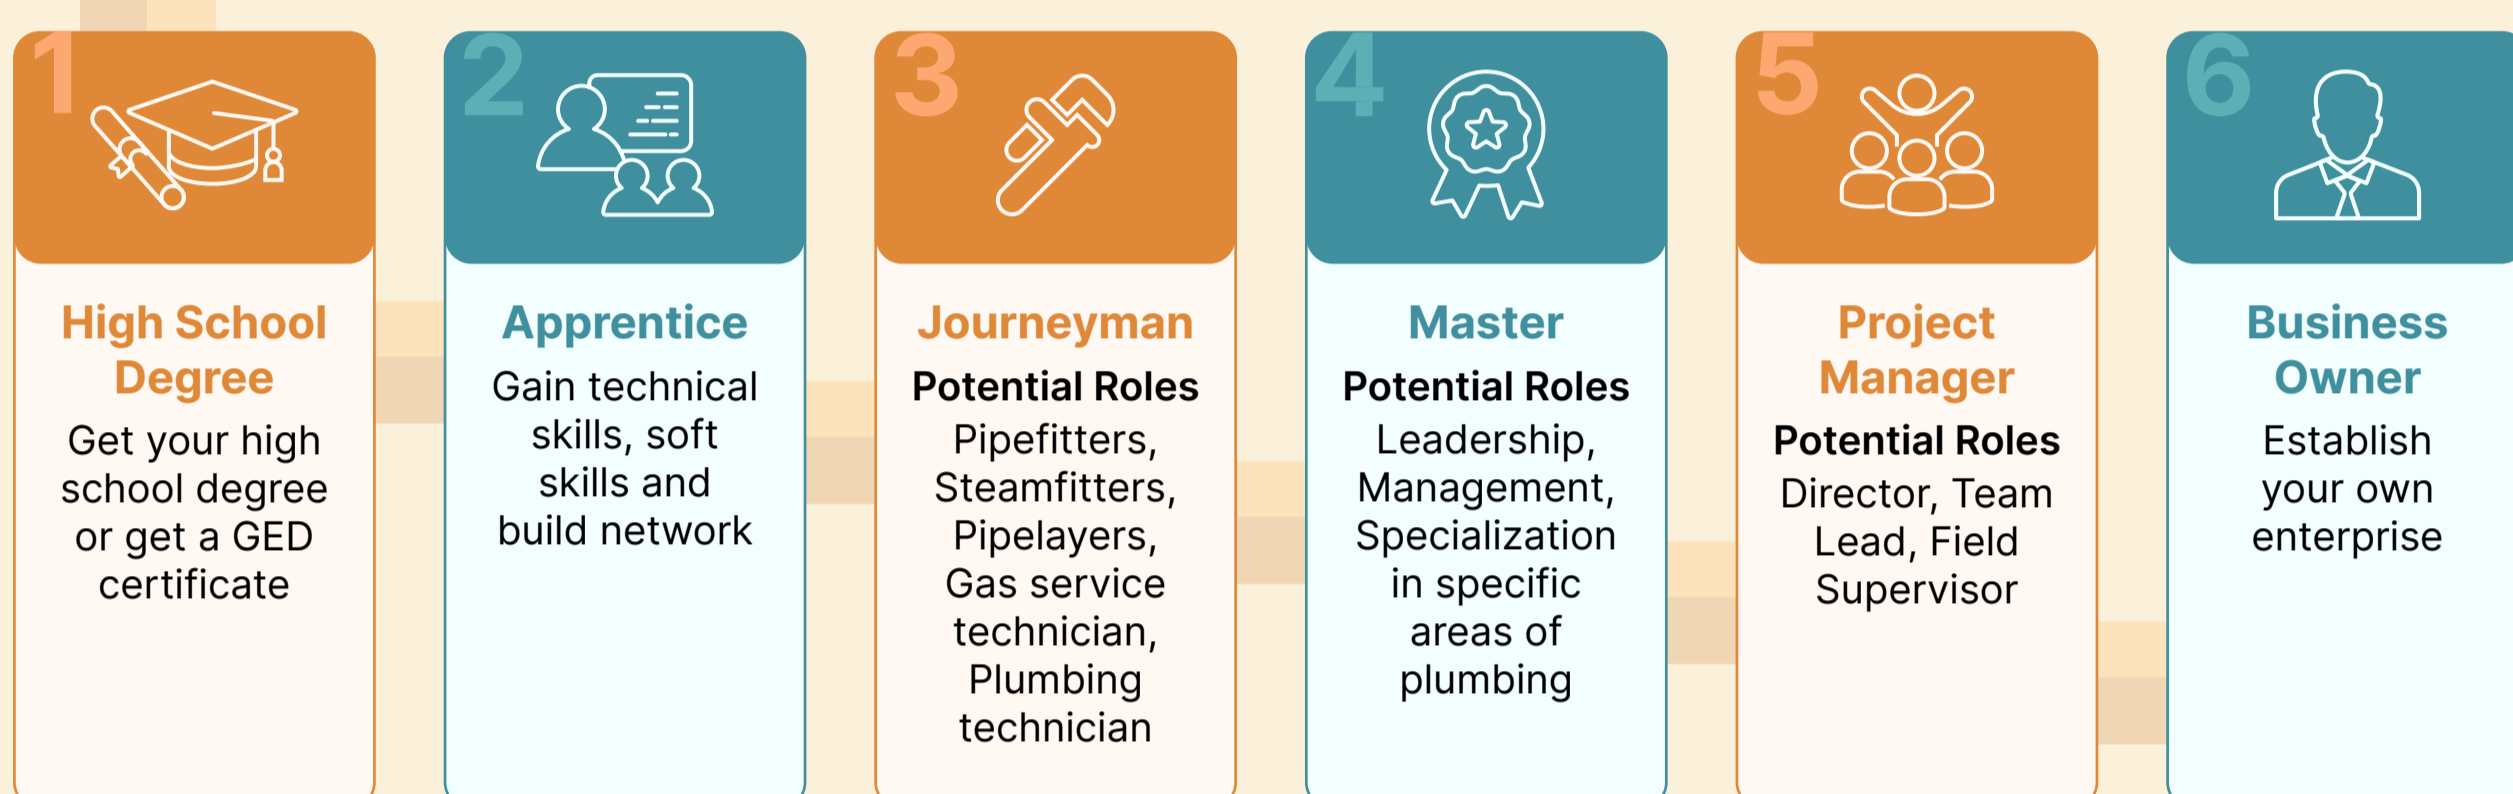 1
High School
Degree
Get your high
school degree
or get a GED
certificate
2
Apprentice
Gain technical
skills, soft
skills and
build network
3
Journeyman
Potential Roles
Pipefitters,
Steamfitters,
Pipelayers,
Gas service
technician,
Plumbing
technician
4
Master
Potential Roles
Leadership,
Management,
Specialization
in specific
areas of
plumbing
5
Project
Manager
Potential Roles
Director, Team
Lead, Field
Supervisor
6
Business
Owner
Establish
your own
enterprise